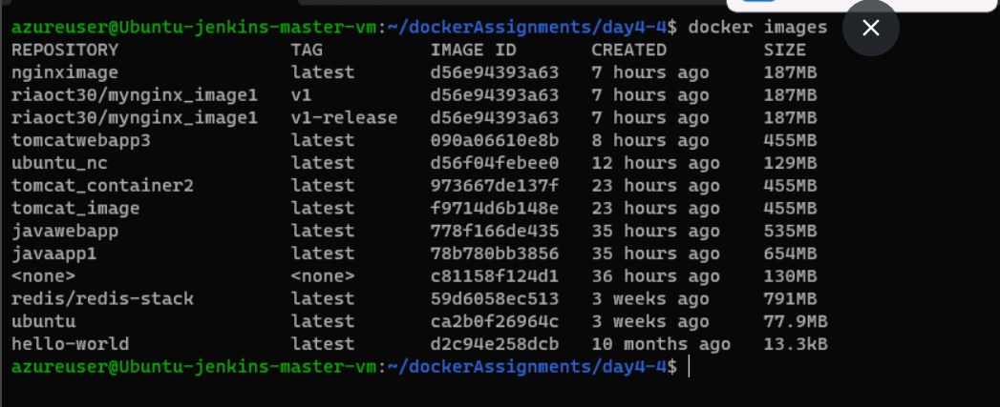 azureuser@Ubuntu-jenkins-master-vm:~/dockerAssignments/day4-4$ docker images
REPOSITORY TAG IMAGE ID CREATED SIZE
nginximage latest d56e94393a63 7 hours ago 187MB
riaoct30/mynginx_image1 v1 d56e94393a63 7 hours ago 187MB
riaoct30/mynginx_image1 v1-release d56e94393a63 7 hours ago 187MB
tomcatwebapp3 latest 090a06610e8b 8 hours ago 455MB
ubuntu_nc latest d56f04febee0 12 hours ago 129MB
tomcat_container2 latest 973667de137f 23 hours ago 455MB
tomcat_image latest f9714d6b148e 23 hours ago 455MB
javawebapp latest 778f166de435 35 hours ago 535MB
javaapp1 latest 78b780bb3856 35 hours ago 654MB
<none> <none> c81158f124d1 36 hours ago 130MB
redis/redis-stack latest 59d6058ec513 3 weeks ago 791MB
ubuntu latest ca2b0f26964c 3 weeks ago 77.9MB
hello-world latest d2c94e258dcb 10 months ago 13.3kB
azureuser@Ubuntu-jenkins-master-vm:~/dockerAssignments/day4-4$